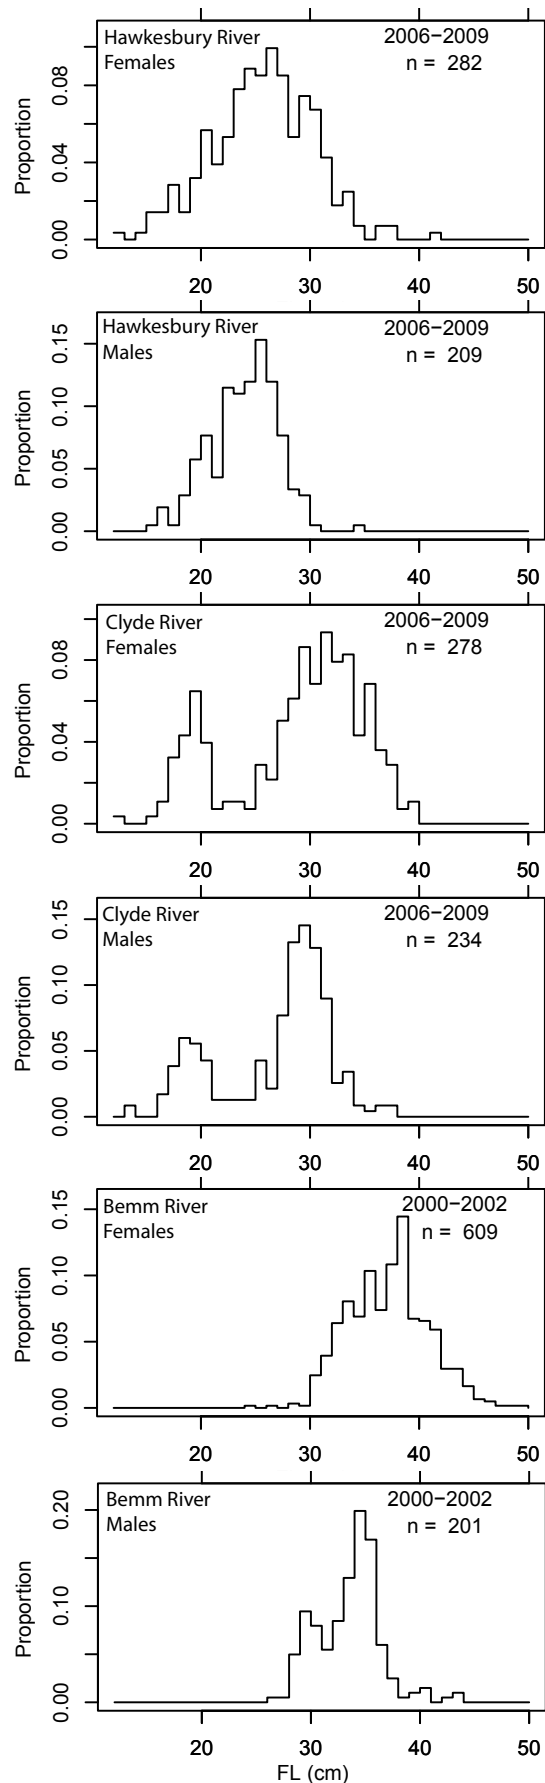 Hawkesbury River 2006−2009
Females n = 282
Proportion
0.00 0.04 0.08
20 30 40 50
Hawkesbury River 2006−2009
Males n = 209
Proportion
0.00 0.05 0.10 0.15
20 30 40 50
Clyde River 2006−2009
Females n = 278
Proportion
0.00 0.04 0.08
20 30 40 50
Clyde River 2006−2009
Males n = 234
Proportion
0.00 0.05 0.10 0.15
20 30 40 50
Bemm River 2000−2002
Females n = 609
Proportion
0.00 0.05 0.10 0.15
20 30 40 50
Bemm River 2000−2002
Males n = 201
Proportion
0.00 0.10 0.20
20 30 40 50
FL (cm)